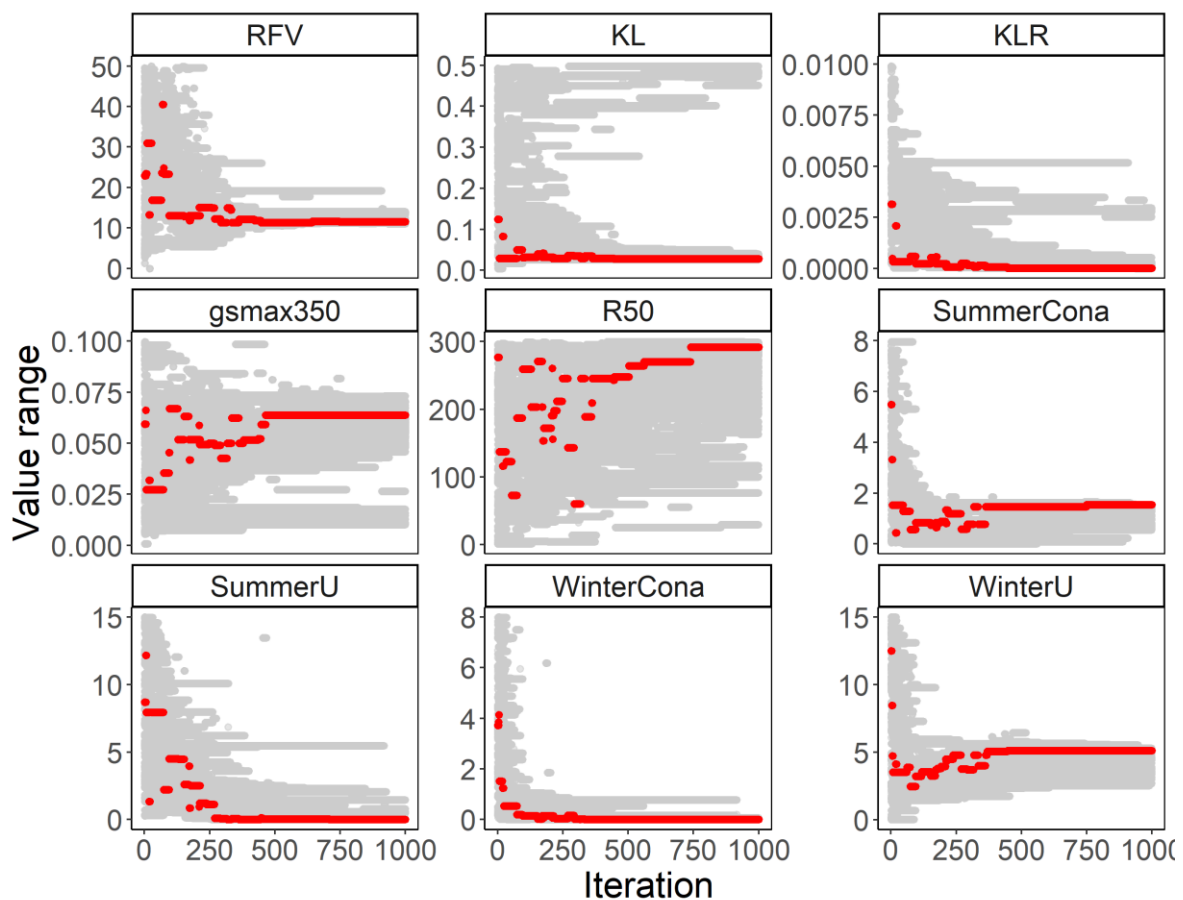 RFV KL KLR
50 0.5 0.0100
40 0.4 0.0075
30 0.3 0.0050
20 0.2 0.0025
10 0.1 0.0000
0 0.0
gsmax350 R50 SummerCona
0.100 300 8
0.075 200 6
0.050 100 4
0.025 0 2
0.000 0
SummerU WinterCona WinterU
15 8 15
10 6 10
5 4 5
0 2 0
0
0 250 500 750 1000 0 250 500 750 1000 0 250 500 750 1000
Value range
Iteration